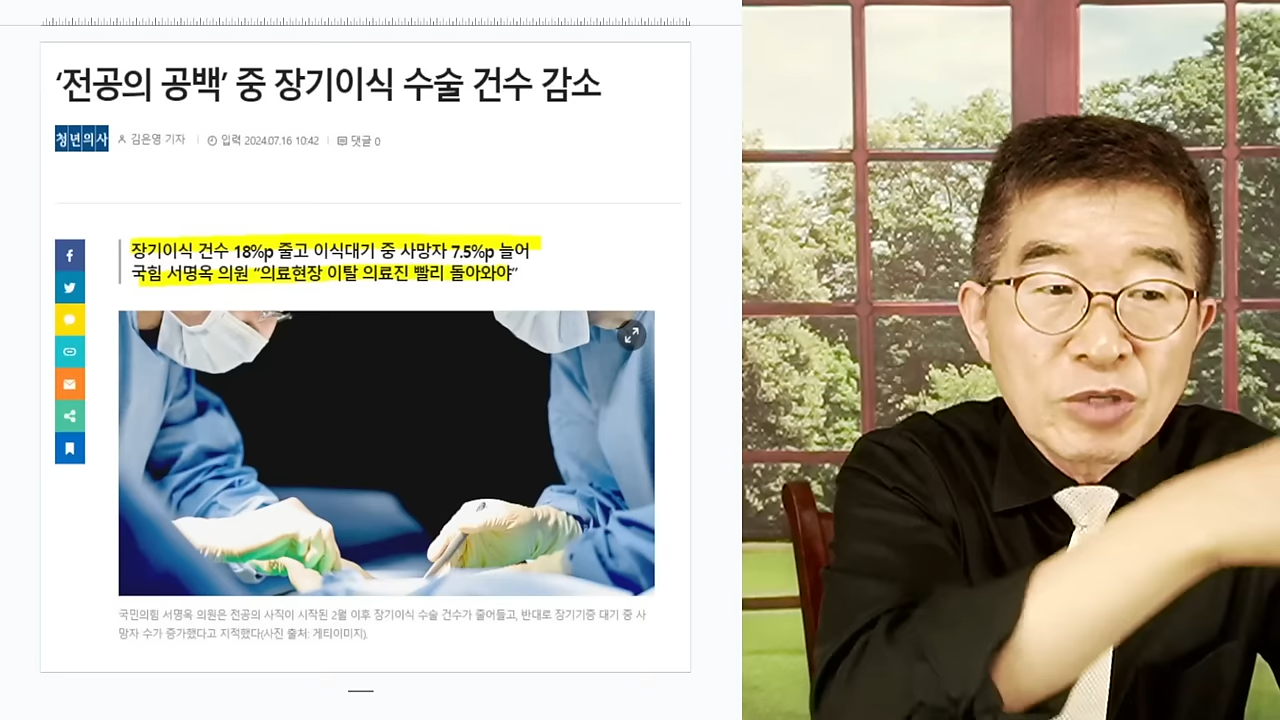 ‘전공의 공백’ 중 장기이식 수술 건수 감소
청년의사 김은영 기자 입력 2024.07.16 10:42 댓글 0
장기이식 건수 18%p 줄고 이식대기 중 사망자 7.5%p 늘어
국힘 서명옥 의원 “의료현장 이탈 의료진 빨리 돌아와야”
국민의힘 서명옥 의원은 전공의 사직이 시작된 2월 이후 장기이식 수술 건수가 줄어들고, 반대로 장기기증 대기 중 사
망자 수가 증가했다고 지적했다(사진 출처: 게티이미지).